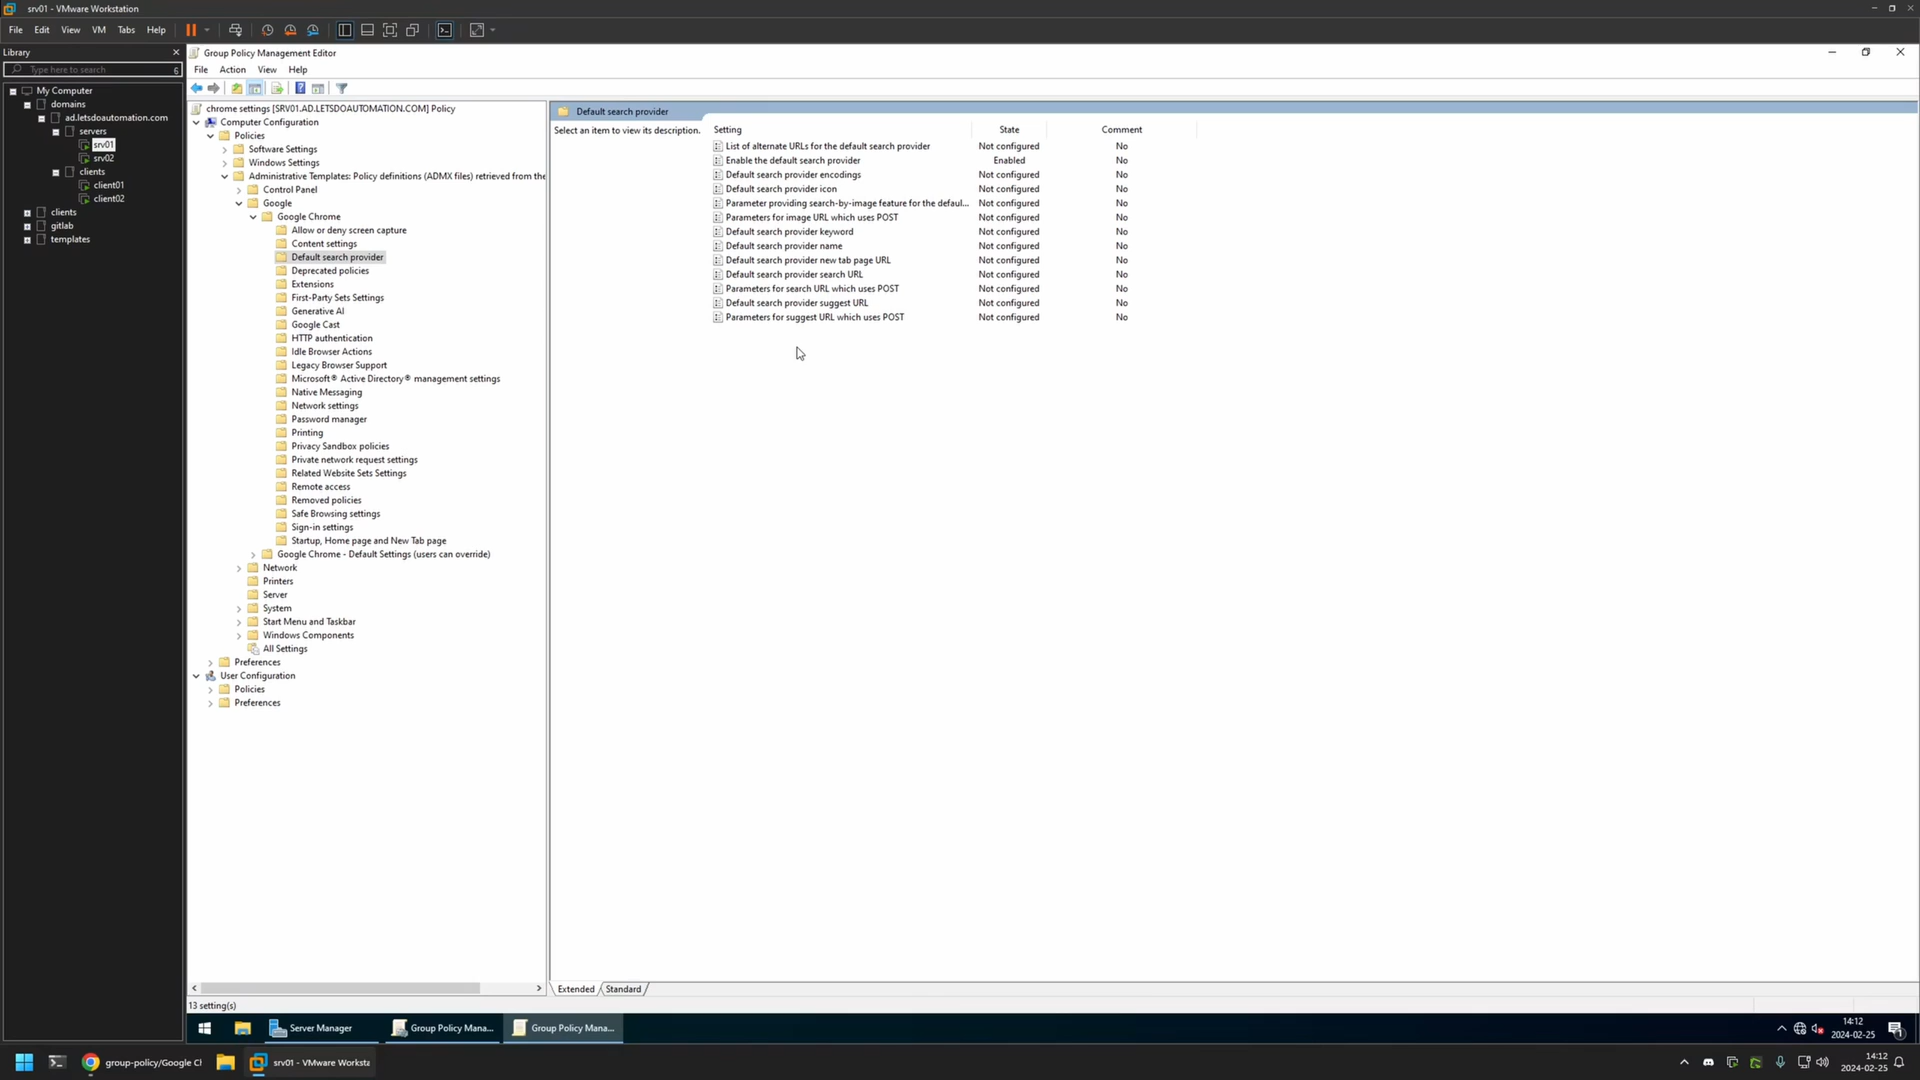 srv01 - VMware Workstation
File Edit View VM Tabs Help
Library
Type here to search
My Computer
domains
ad.letsdoautomation.com
servers
srv01
srv02
clients
client01
client02
clients
gitlab
templates
Group Policy Management Editor
File Action View Help
chrome settings [SRV01.AD.LETSDOAUTOMATION.COM] Policy
Computer Configuration
Policies
Software Settings
Windows Settings
Administrative Templates: Policy definitions (ADMX files) retrieved from the
Control Panel
Google
Google Chrome
Allow or deny screen capture
Content settings
Default search provider
Deprecated policies
Extensions
First-Party Sets Settings
Generative AI
Google Cast
HTTP authentication
Idle Browser Actions
Legacy Browser Support
Microsoft® Active Directory® management settings
Native Messaging
Network settings
Password manager
Printing
Privacy Sandbox policies
Private network request settings
Related Website Sets Settings
Remote access
Removed policies
Safe Browsing settings
Sign-in settings
Startup, Home page and New Tab page
Google Chrome - Default Settings (users can override)
Network
Printers
Server
System
Start Menu and Taskbar
Windows Components
All Settings
Preferences
User Configuration
Policies
Preferences
Default search provider
Select an item to view its description.
Setting State Comment
List of alternate URLs for the default search provider Not configured No
Enable the default search provider Enabled No
Default search provider encodings Not configured No
Default search provider icon Not configured No
Parameter providing search-by-image feature for the defaul... Not configured No
Parameters for image URL which uses POST Not configured No
Default search provider keyword Not configured No
Default search provider name Not configured No
Default search provider new tab page URL Not configured No
Default search provider search URL Not configured No
Parameters for search URL which uses POST Not configured No
Default search provider suggest URL Not configured No
Parameters for suggest URL which uses POST Not configured No
Extended Standard
13 setting(s)
Server Manager Group Policy Mana... Group Policy Mana...
14:12
2024-02-25
group-policy/Google Cl srv01 - VMware Workst
14:12
2024-02-25